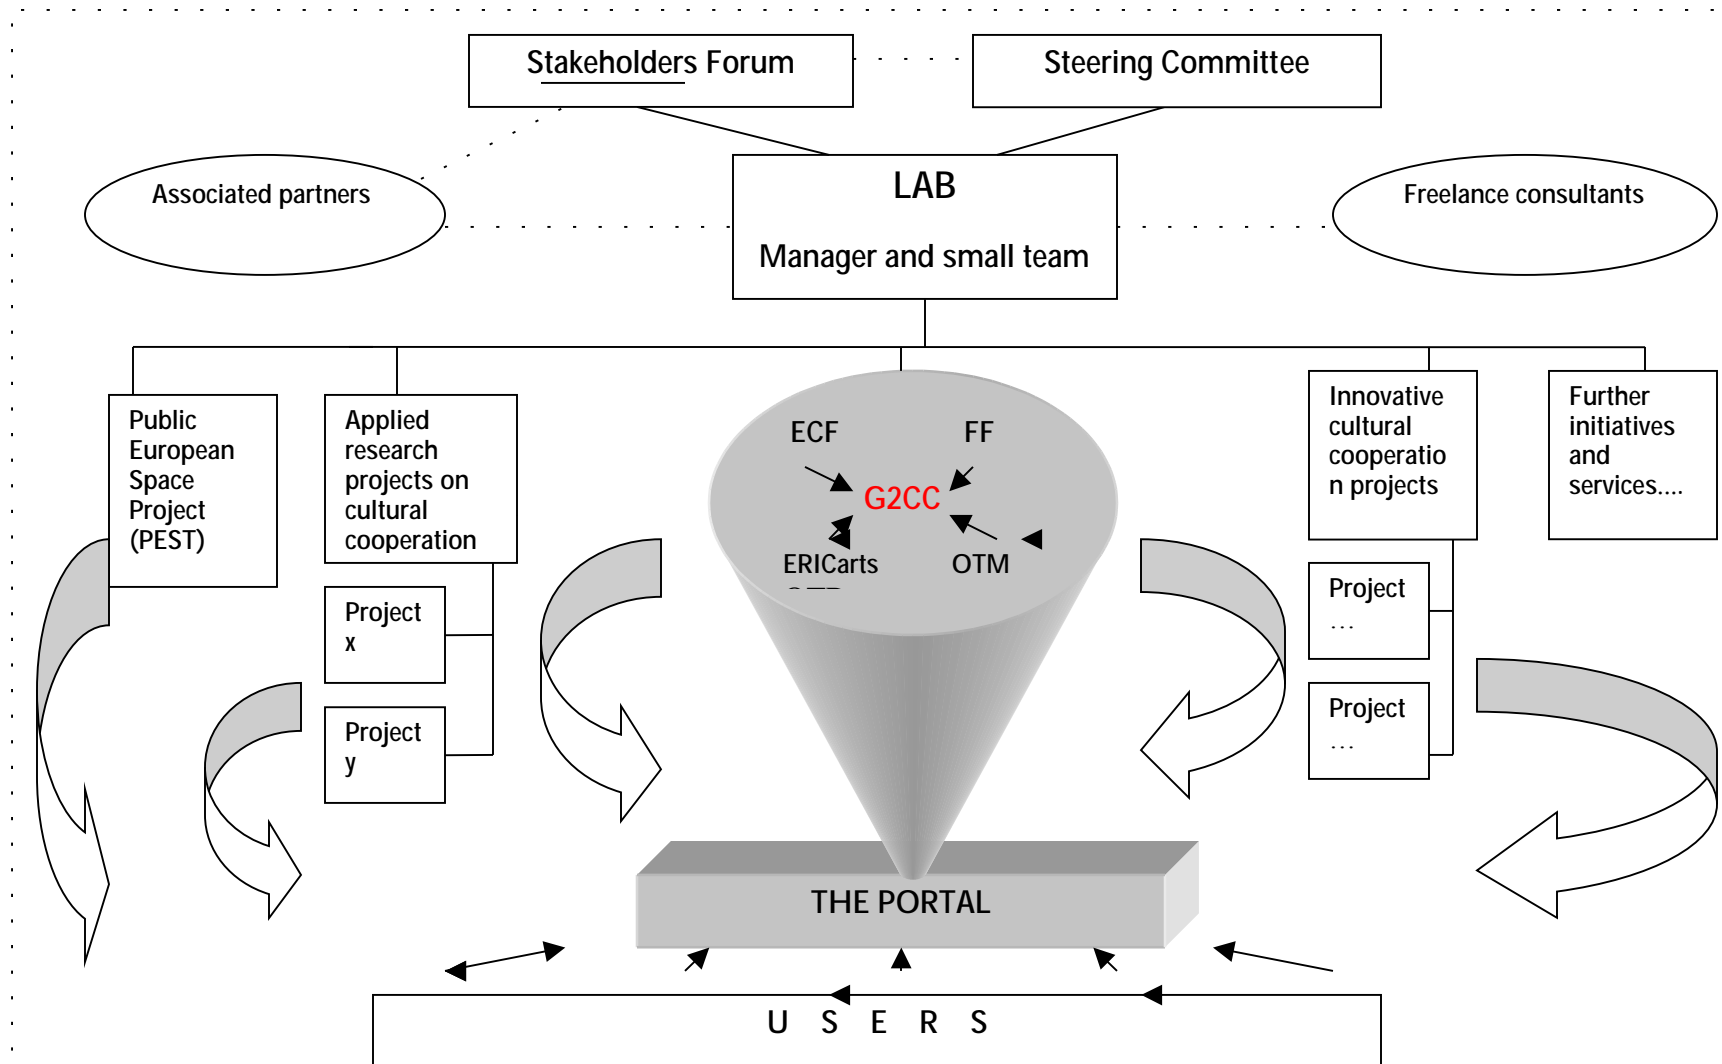 Stakeholders Forum
Steering Committee
Associated partners
LAB
Manager and small team
Freelance consultants
Public
European
Space
Project
(PEST)
Applied
research
projects on
cultural
cooperation
Project
x
Project
y
ECF
FF
G2CC
ERICarts
OTM
Innovative
cultural
cooperatio
n projects
Project
…
Project
…
Further
initiatives
and
services....
THE PORTAL
U S E R S